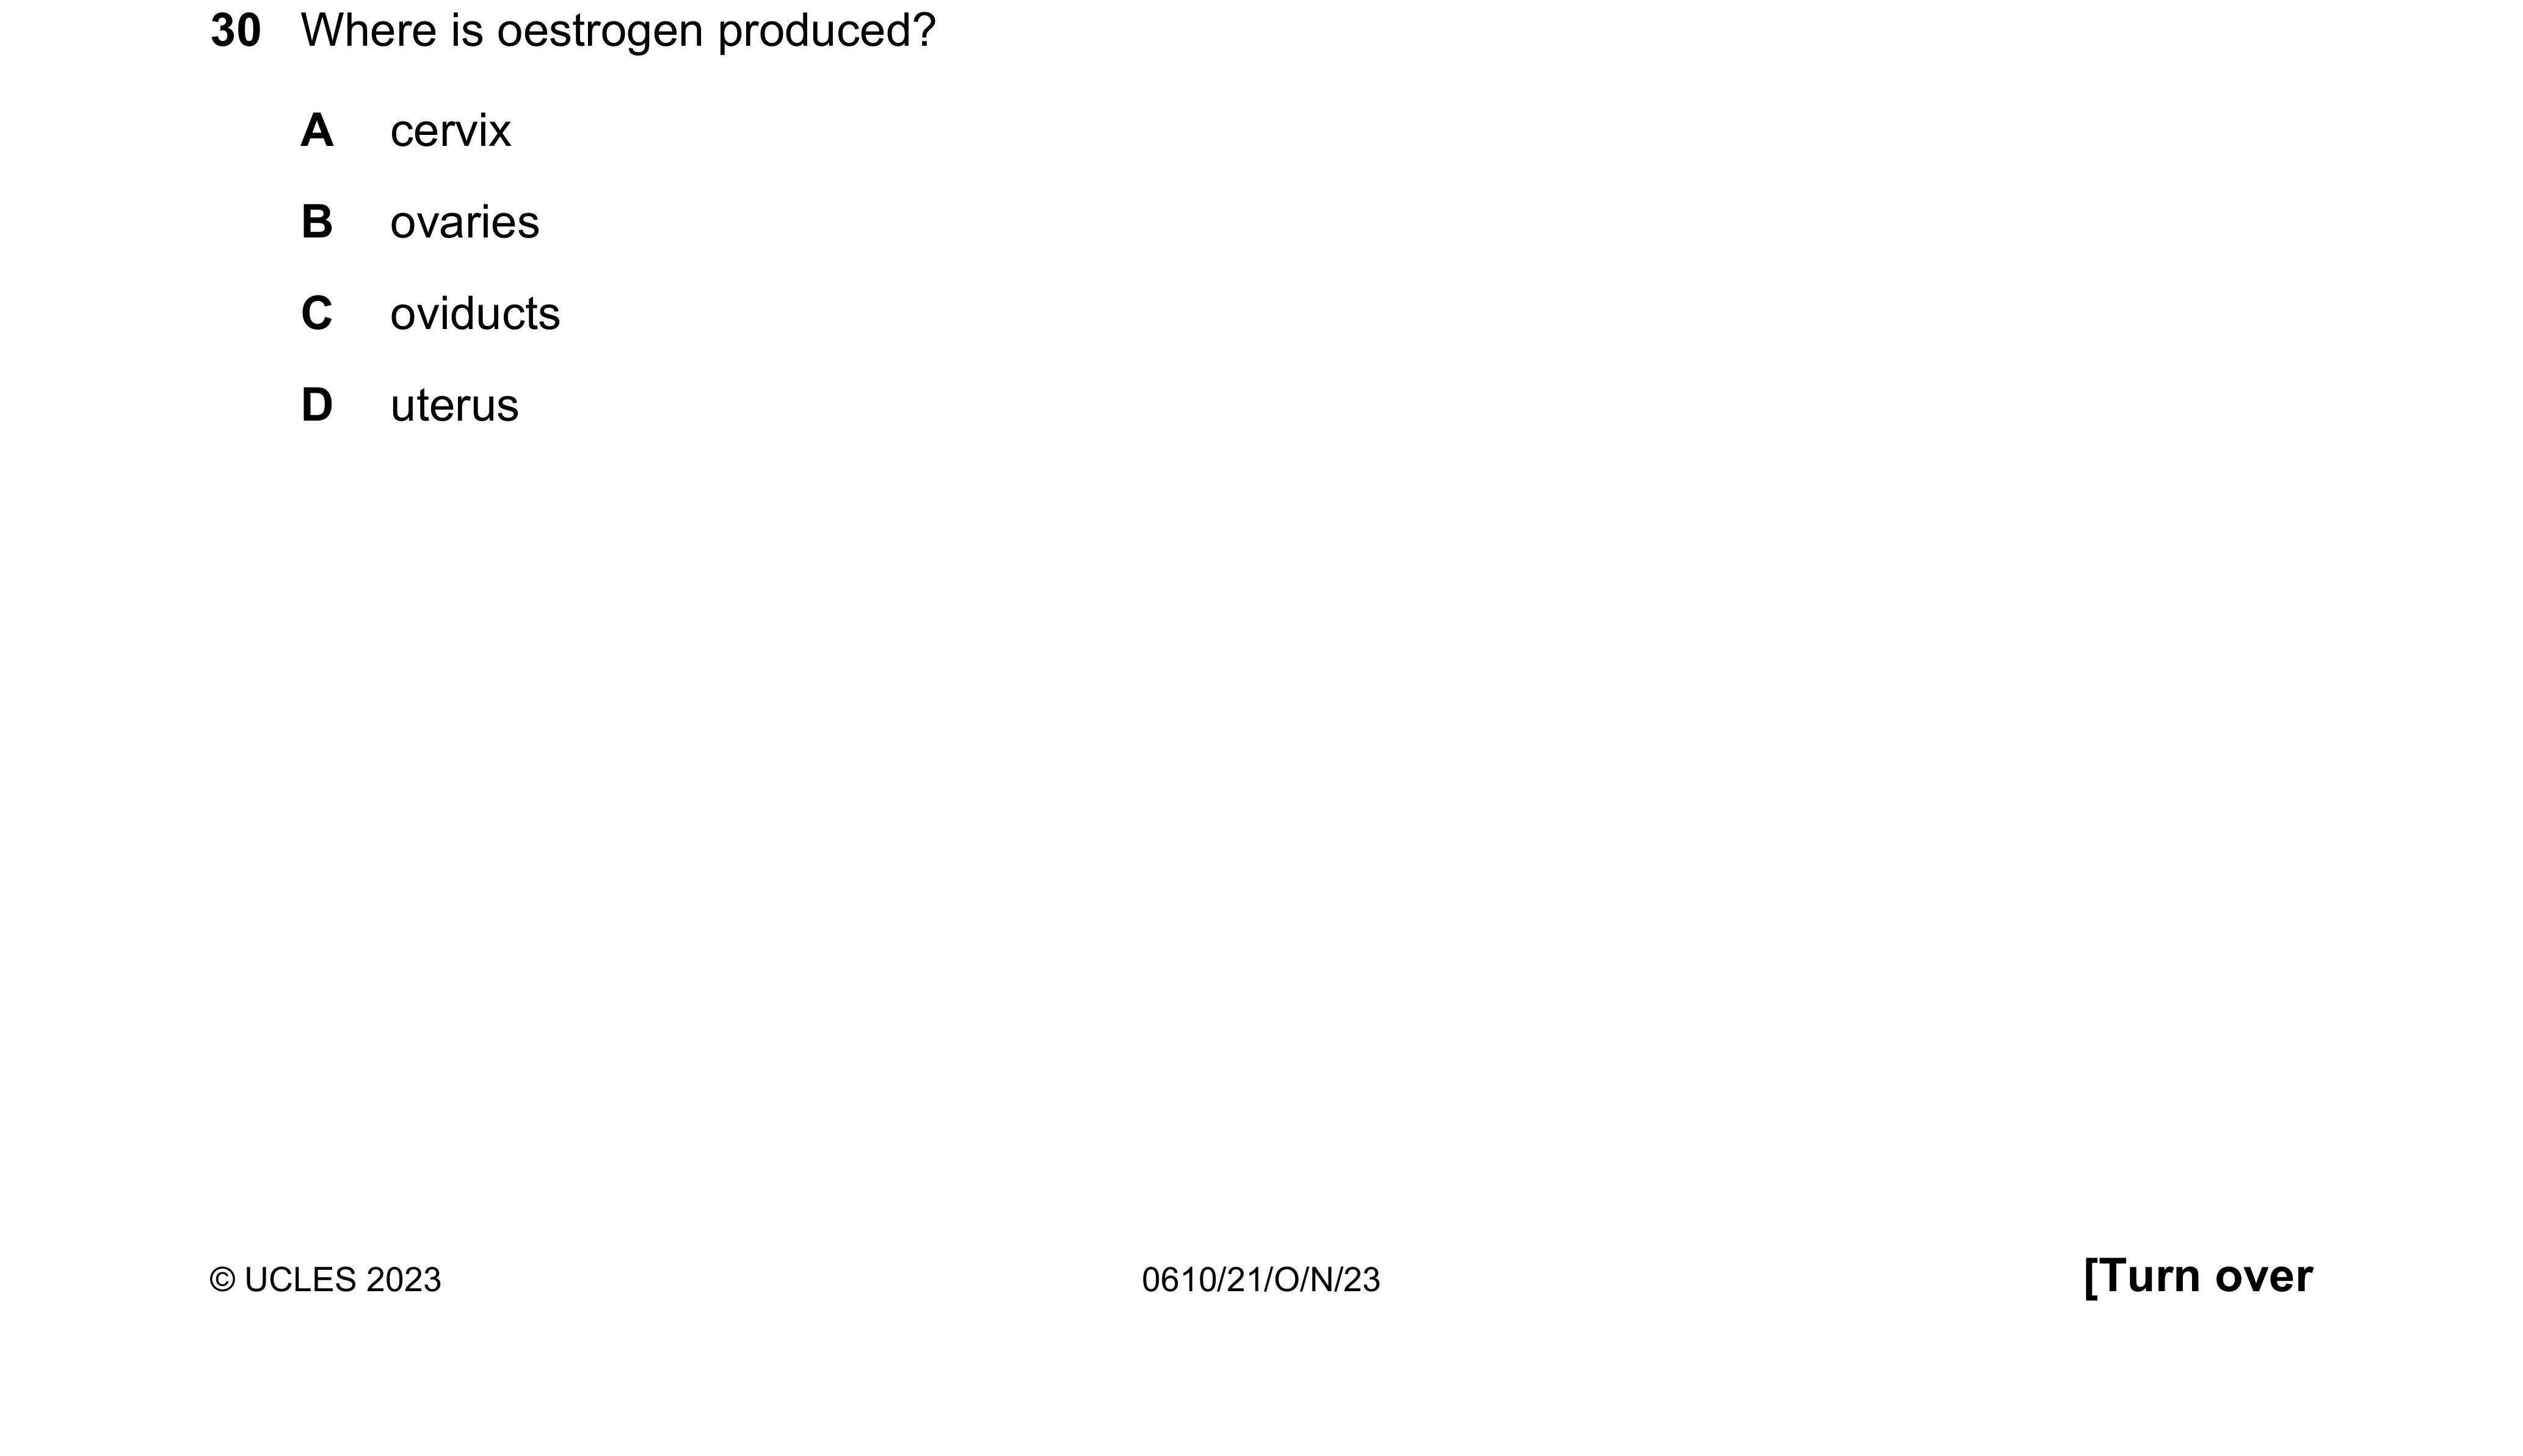 30 Where is oestrogen produced?
A cervix
B ovaries
C oviducts
D uterus
© UCLES 2023 0610/21/O/N/23 [Turn over